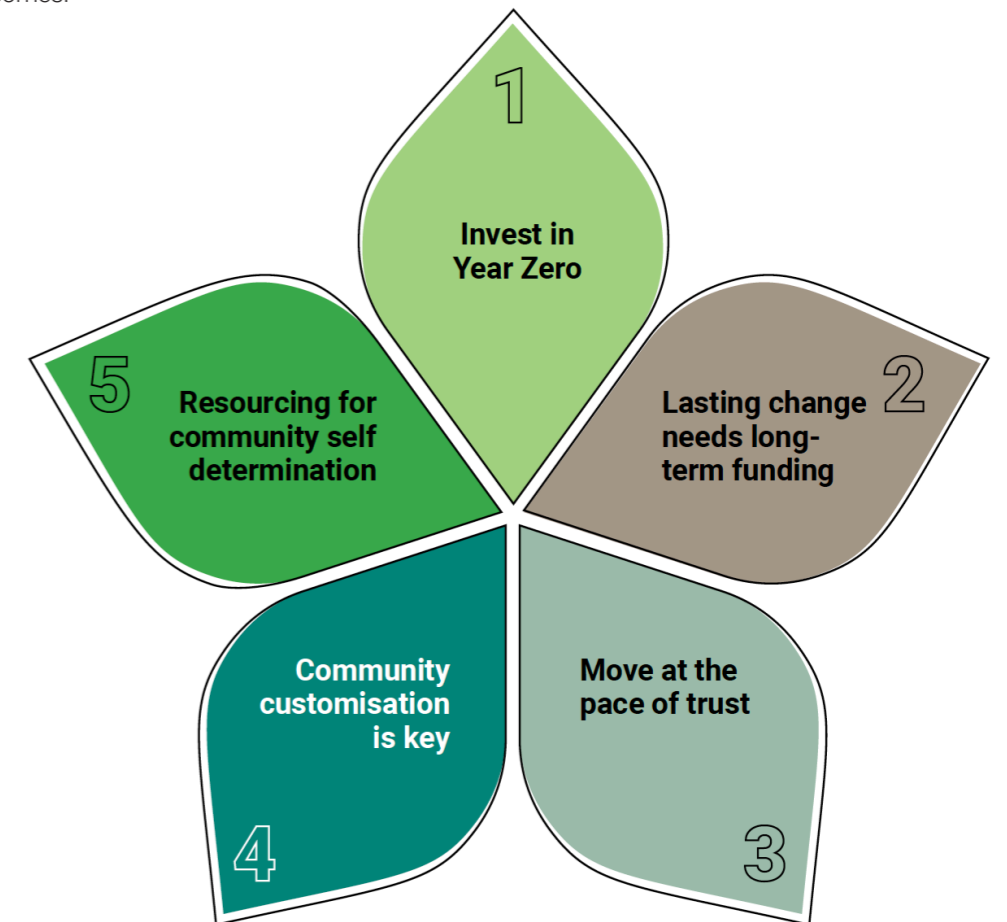 1
Invest in
Year Zero
2
Lasting change
needs long-
term funding
3
Move at the
pace of trust
4
Community
customisation
is key
5
Resourcing for
community self
determination